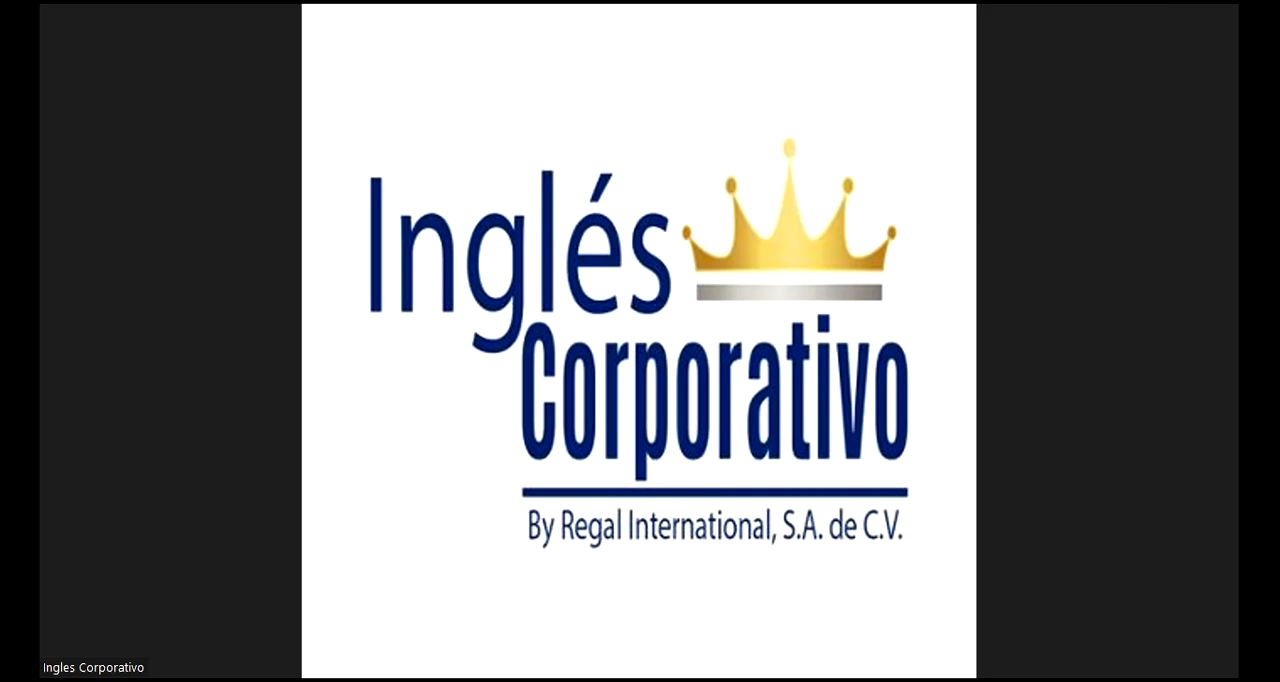 Inglés
Corporativo
By Regal International, S.A. de C.V.
Ingles Corporativo